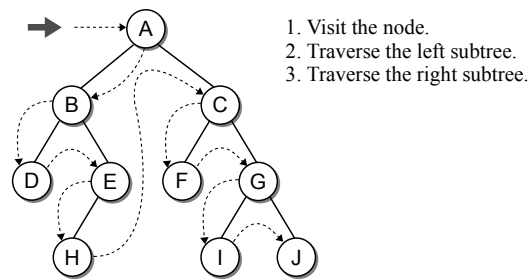 A
1. Visit the node.
2. Traverse the left subtree.
3. Traverse the right subtree.
B
C
D
E
F
G
H
I
J